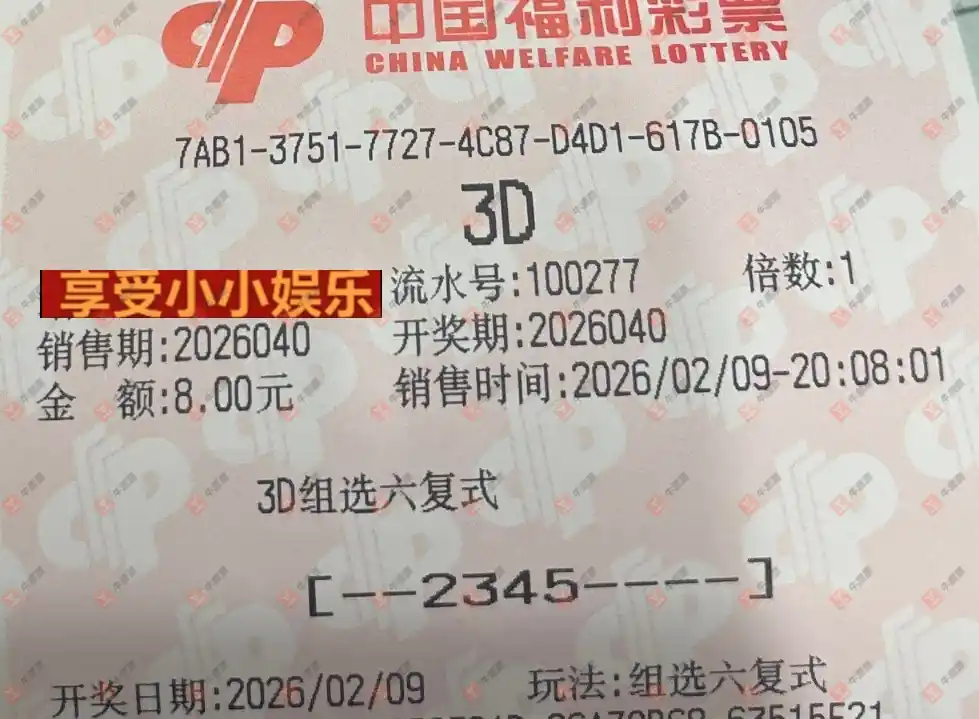 中国福利彩票
CHINA WELFARE LOTTERY
7AB1-3751-7727-4C87-D4D1-617B-0105
3D
享受小小娱乐 流水号:100277 倍数:1
销售期:2026040 开奖期:2026040
金 额:8.00元 销售时间:2026/02/09-20:08:01
3D组选六复式
[--2345----]
开奖日期:2026/02/09 玩法:组选六复式